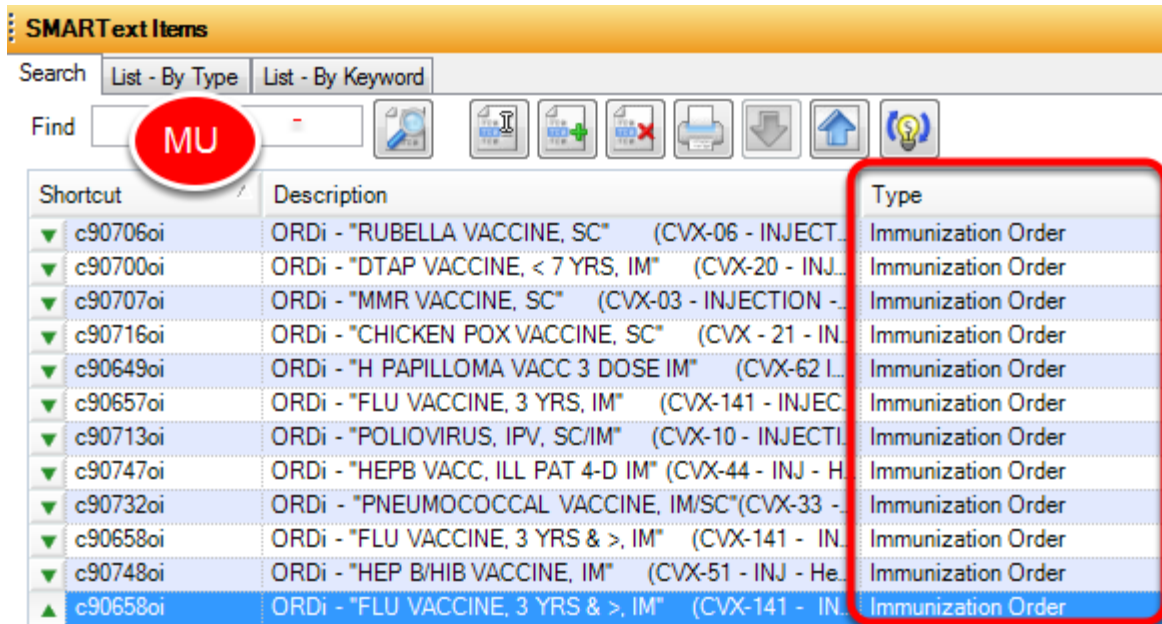 SMARText Items
Search List - By Type List - By Keyword
Find MU
Shortcut Description Type
c90706oi ORDi - "RUBELLA VACCINE, SC" (CVX-06 - INJECT... Immunization Order
c90700oi ORDi - "DTAP VACCINE, < 7 YRS, IM" (CVX-20 - INJ... Immunization Order
c90707oi ORDi - "MMR VACCINE, SC" (CVX-03 - INJECTION -... Immunization Order
c90716oi ORDi - "CHICKEN POX VACCINE, SC" (CVX - 21 - IN... Immunization Order
c90649oi ORDi - "H PAPILLOMA VACC 3 DOSE IM" (CVX-62 I... Immunization Order
c90657oi ORDi - "FLU VACCINE, 3 YRS, IM" (CVX-141 - INJEC... Immunization Order
c90713oi ORDi - "POLIOVIRUS, IPV, SC/IM" (CVX-10 - INJECTI... Immunization Order
c90747oi ORDi - "HEPB VACC, ILL PAT 4-D IM" (CVX-44 - INJ - H... Immunization Order
c90732oi ORDi - "PNEUMOCOCCAL VACCINE, IM/SC"(CVX-33 -... Immunization Order
c90658oi ORDi - "FLU VACCINE, 3 YRS & >, IM" (CVX-141 - IN... Immunization Order
c90748oi ORDi - "HEP B/HIB VACCINE, IM" (CVX-51 - INJ - He... Immunization Order
c90658oi ORDi - "FLU VACCINE, 3 YRS & >, IM" (CVX-141 - IN... Immunization Order